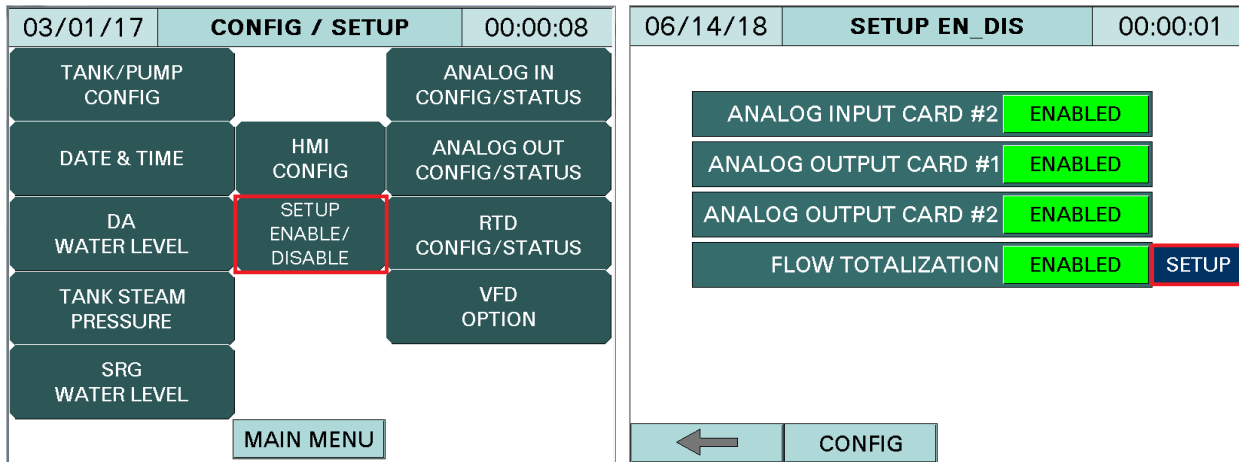 03/01/17 CONFIG / SETUP 00:00:08
TANK/PUMP
CONFIG
ANALOG IN
CONFIG/STATUS
DATE & TIME
HMI
CONFIG
ANALOG OUT
CONFIG/STATUS
DA
WATER LEVEL
SETUP
ENABLE/
DISABLE
RTD
CONFIG/STATUS
TANK STEAM
PRESSURE
VFD
OPTION
SRG
WATER LEVEL
MAIN MENU
06/14/18 SETUP EN_DIS 00:00:01
ANALOG INPUT CARD #2 ENABLED
ANALOG OUTPUT CARD #1 ENABLED
ANALOG OUTPUT CARD #2 ENABLED
FLOW TOTALIZATION ENABLED SETUP
CONFIG